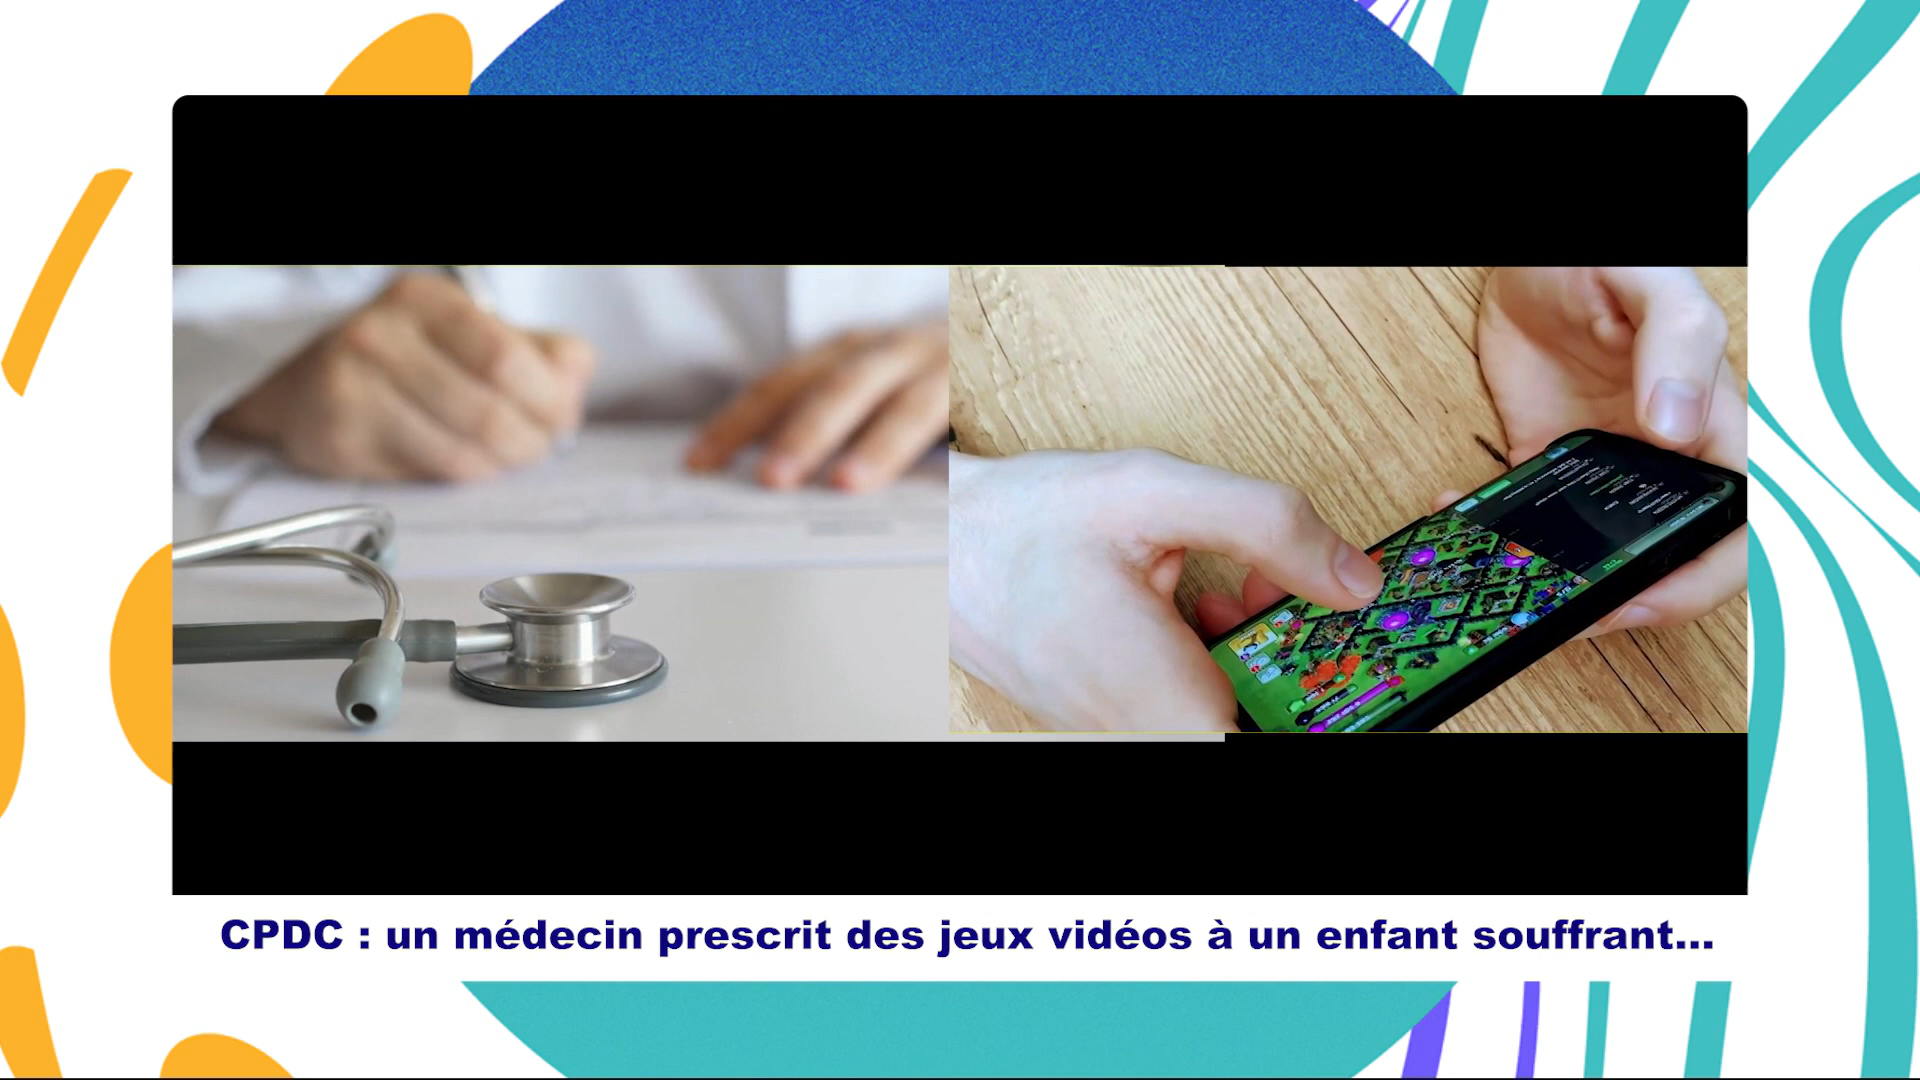 CPDC : un médecin prescrit des jeux vidéos à un enfant souffrant...